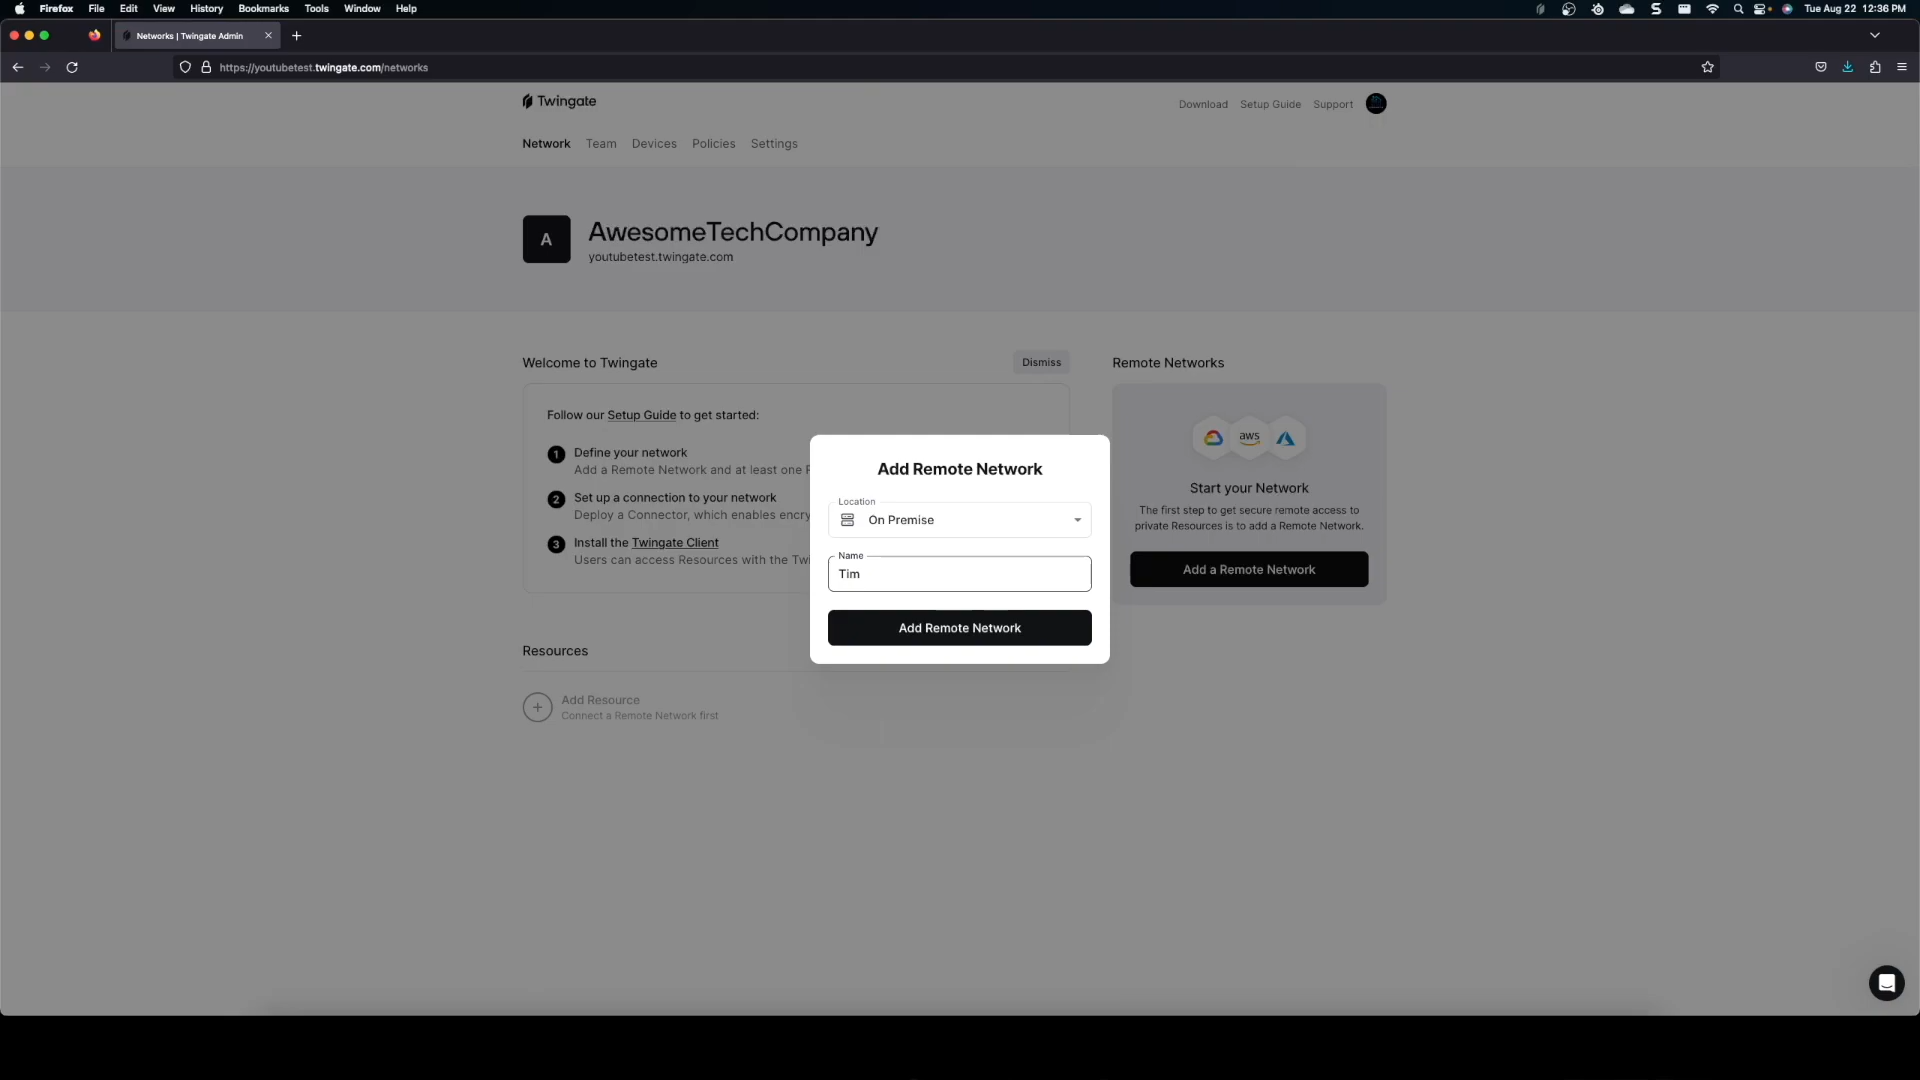 Firefox File Edit View History Bookmarks Tools Window Help
Tue Aug 22 12:36 PM
Networks | Twingate Admin
https://youtubetest.twingate.com/networks
Twingate
Download Setup Guide Support
Network Team Devices Policies Settings
A
AwesomeTechCompany
youtubetest.twingate.com
Welcome to Twingate
Dismiss
Follow our Setup Guide to get started:
1 Define your network
Add a Remote Network and at least one
2 Set up a connection to your network
Deploy a Connector, which enables
3 Install the Twingate Client
Users can access Resources with the
Remote Networks
aws
Start your Network
The first step to get secure remote access to
private Resources is to add a Remote Network.
Add a Remote Network
Add Remote Network
Location
On Premise
Name
Tim
Add Remote Network
Resources
Add Resource
Connect a Remote Network first